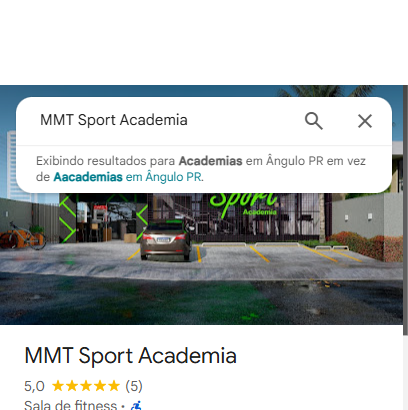 MMT Sport Academia
Exibindo resultados para Academias em Ângulo PR em vez
de Aacademias em Ângulo PR.
Sport
Academia
MMT Sport Academia
5,0 (5)
Sala de fitness ·